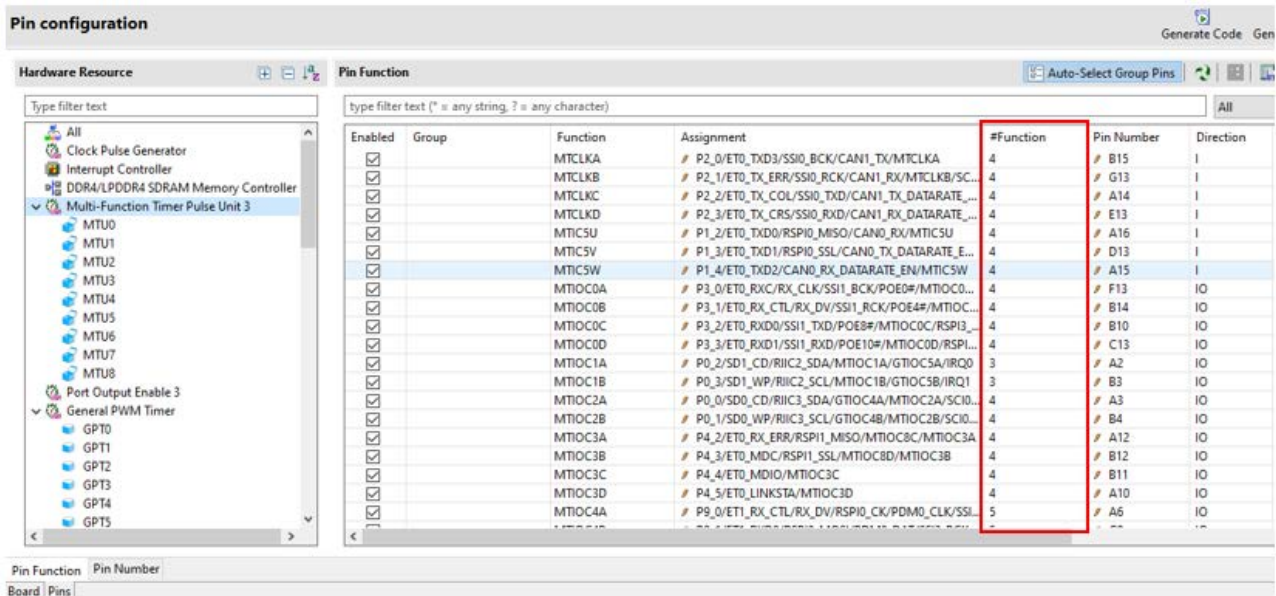 Pin configuration
Generate Code Gen
Hardware Resource
Pin Function
Auto-Select Group Pins
Type filter text
type filter text (* = any string, ? = any character)
All
All
Clock Pulse Generator
Interrupt Controller
DDR4/LPDDR4 SDRAM Memory Controller
Multi-Function Timer Pulse Unit 3
MTU0
MTU1
MTU2
MTU3
MTU4
MTU5
MTU6
MTU7
MTU8
Port Output Enable 3
General PWM Timer
GPT0
GPT1
GPT2
GPT3
GPT4
GPT5
Enabled Group Function Assignment #Function Pin Number Direction
MTCLKA P2_0/ET0_TXD3/SSI0_BCK/CAN1_TX/MTCLKA 4 B15 I
MTCLKB P2_1/ET0_TX_ERR/SSI0_RCK/CAN1_RX/MTCLKB/SC... 4 G13 I
MTCLKC P2_2/ET0_TX_COL/SSI0_TXD/CAN1_TX_DATARATE_... 4 A14 I
MTCLKD P2_3/ET0_TX_CRS/SSI0_RXD/CAN1_RX_DATARATE_... 4 E13 I
MTIC5U P1_2/ET0_TXD0/RSPI0_MISO/CAN0_RX/MTIC5U 4 A16 I
MTIC5V P1_3/ET0_TXD1/RSPI0_SSL/CAN0_TX_DATARATE_E... 4 D13 I
MTIC5W P1_4/ET0_TXD2/CAN0_RX_DATARATE_EN/MTIC5W 4 A15 I
MTIOC0A P3_0/ET0_RXC/RX_CLK/SSI1_BCK/POE0#/MTIOC0... 4 F13 IO
MTIOC0B P3_1/ET0_RX_CTL/RX_DV/SSI1_RCK/POE4#/MTIOC... 4 B14 IO
MTIOC0C P3_2/ET0_RXD0/SSI1_TXD/POE8#/MTIOC0C/RSPI3_... 4 B10 IO
MTIOC0D P3_3/ET0_RXD1/SSI1_RXD/POE10#/MTIOC0D/RSPI... 4 C13 IO
MTIOC1A P0_2/SD1_CD/RIIC2_SDA/MTIOC1A/GTIOC5A/IRQ0 3 A2 IO
MTIOC1B P0_3/SD1_WP/RIIC2_SCL/MTIOC1B/GTIOC5B/IRQ1 3 B3 IO
MTIOC2A P0_0/SD0_CD/RIIC3_SDA/GTIOC4A/MTIOC2A/SCI0... 4 A3 IO
MTIOC2B P0_1/SD0_WP/RIIC3_SCL/GTIOC4B/MTIOC2B/SCI0... 4 B4 IO
MTIOC3A P4_2/ET0_RX_ERR/RSPI1_MISO/MTIOC8C/MTIOC3A 4 A12 IO
MTIOC3B P4_3/ET0_MDC/RSPI1_SSL/MTIOC8D/MTIOC3B 4 B12 IO
MTIOC3C P4_4/ET0_MDIO/MTIOC3C 4 B11 IO
MTIOC3D P4_5/ET0_LINKSTA/MTIOC3D 4 A10 IO
MTIOC4A P9_0/ET1_RX_CTL/RX_DV/RSPI0_CK/PDM0_CLK/SSI... 5 A6 IO
Pin Function Pin Number
Board Pins